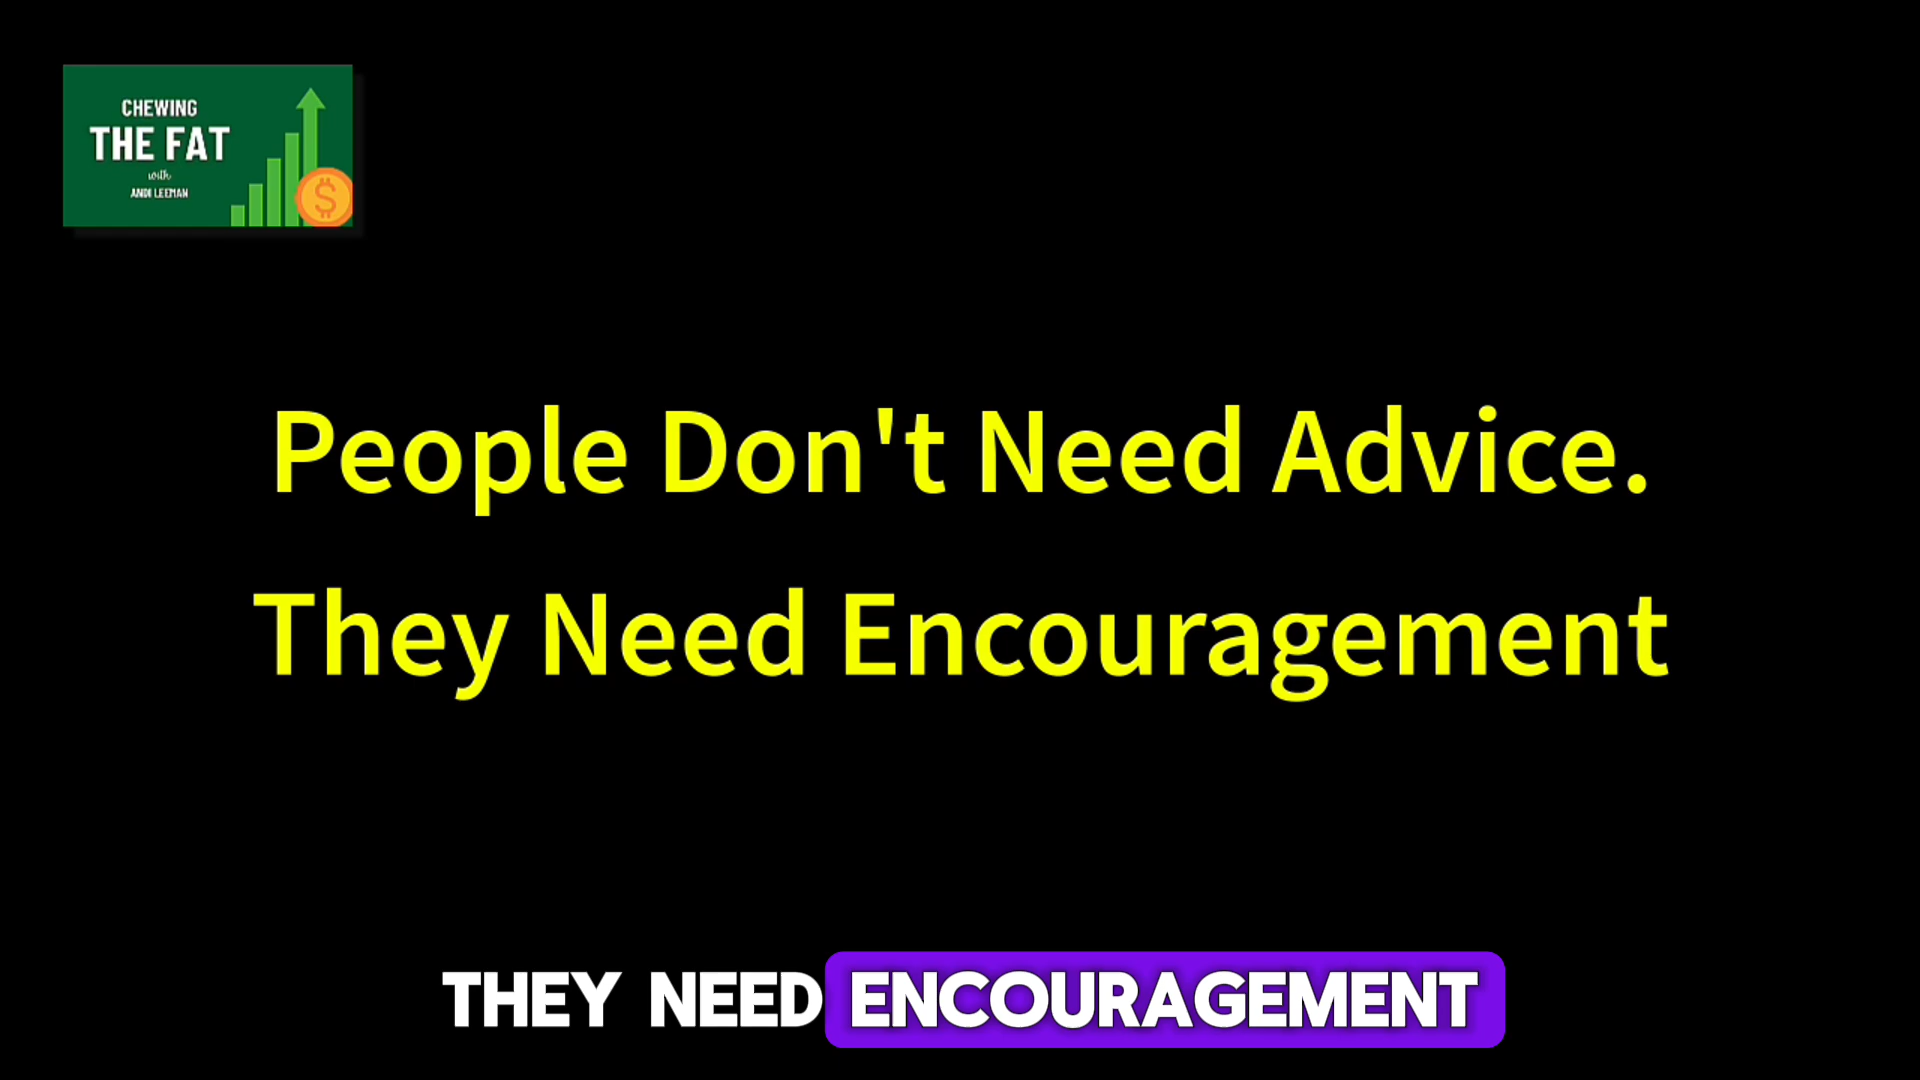 CHEWING
THE FAT
with
ANDI LEEMAN
$
People Don't Need Advice.
They Need Encouragement
THEY NEED ENCOURAGEMENT